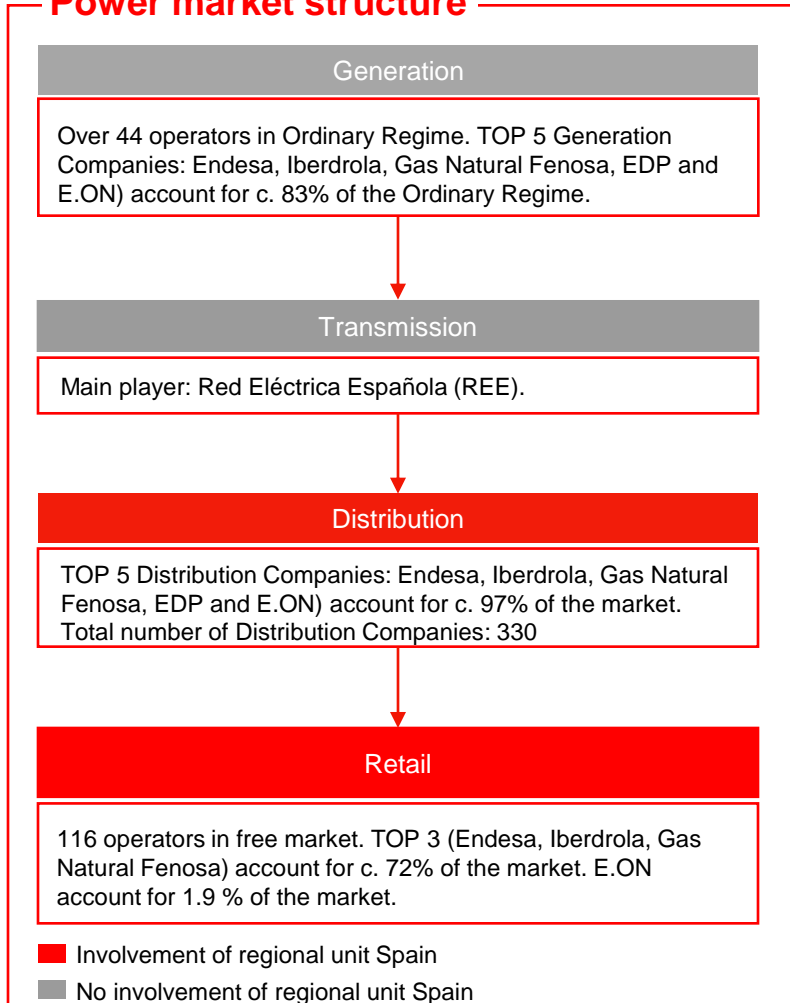 Power market structure
Generation
Over 44 operators in Ordinary Regime. TOP 5 Generation
Companies: Endesa, Iberdrola, Gas Natural Fenosa, EDP and
E.ON) account for c. 83% of the Ordinary Regime.
Transmission
Main player: Red Eléctrica Española (REE).
Distribution
TOP 5 Distribution Companies: Endesa, Iberdrola, Gas Natural
Fenosa, EDP and E.ON) account for c. 97% of the market.
Total number of Distribution Companies: 330
Retail
116 operators in free market. TOP 3 (Endesa, Iberdrola, Gas
Natural Fenosa) account for c. 72% of the market. E.ON
account for 1.9 % of the market.
Involvement of regional unit Spain
No involvement of regional unit Spain